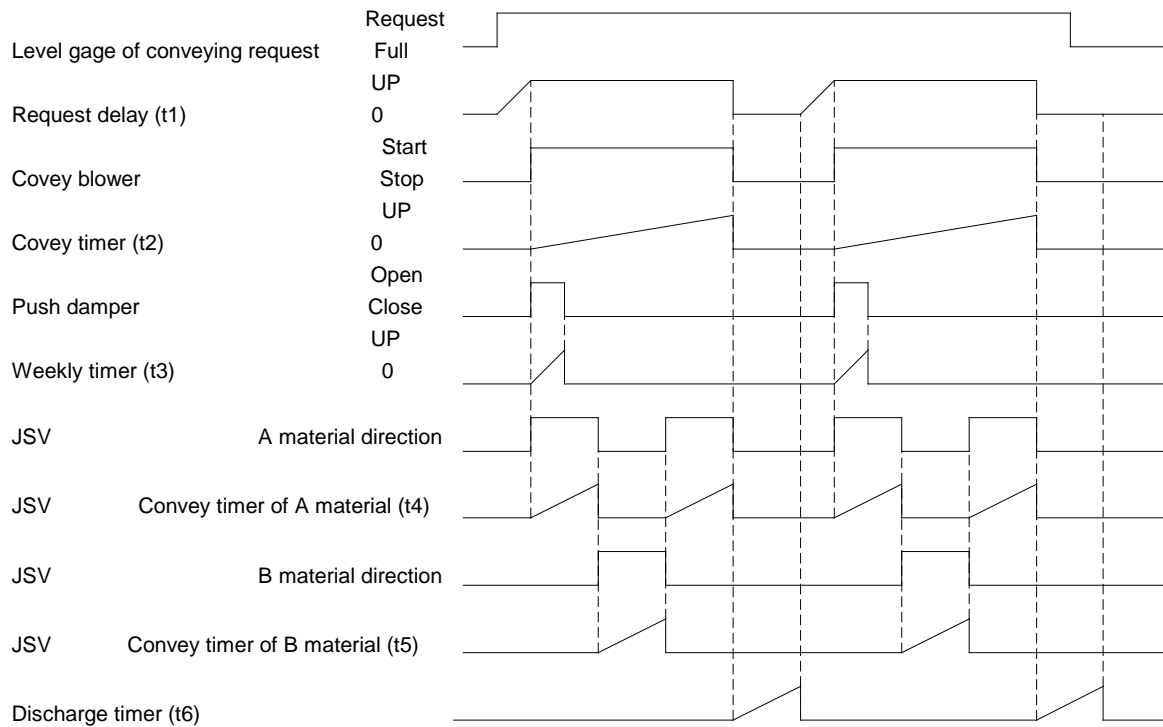 Request
Level gage of conveying request Full
UP
Request delay (t1) 0
Start
Covey blower Stop
UP
Covey timer (t2) 0
Open
Push damper Close
UP
Weekly timer (t3) 0
JSV A material direction
JSV Convey timer of A material (t4)
JSV B material direction
JSV Convey timer of B material (t5)
Discharge timer (t6)